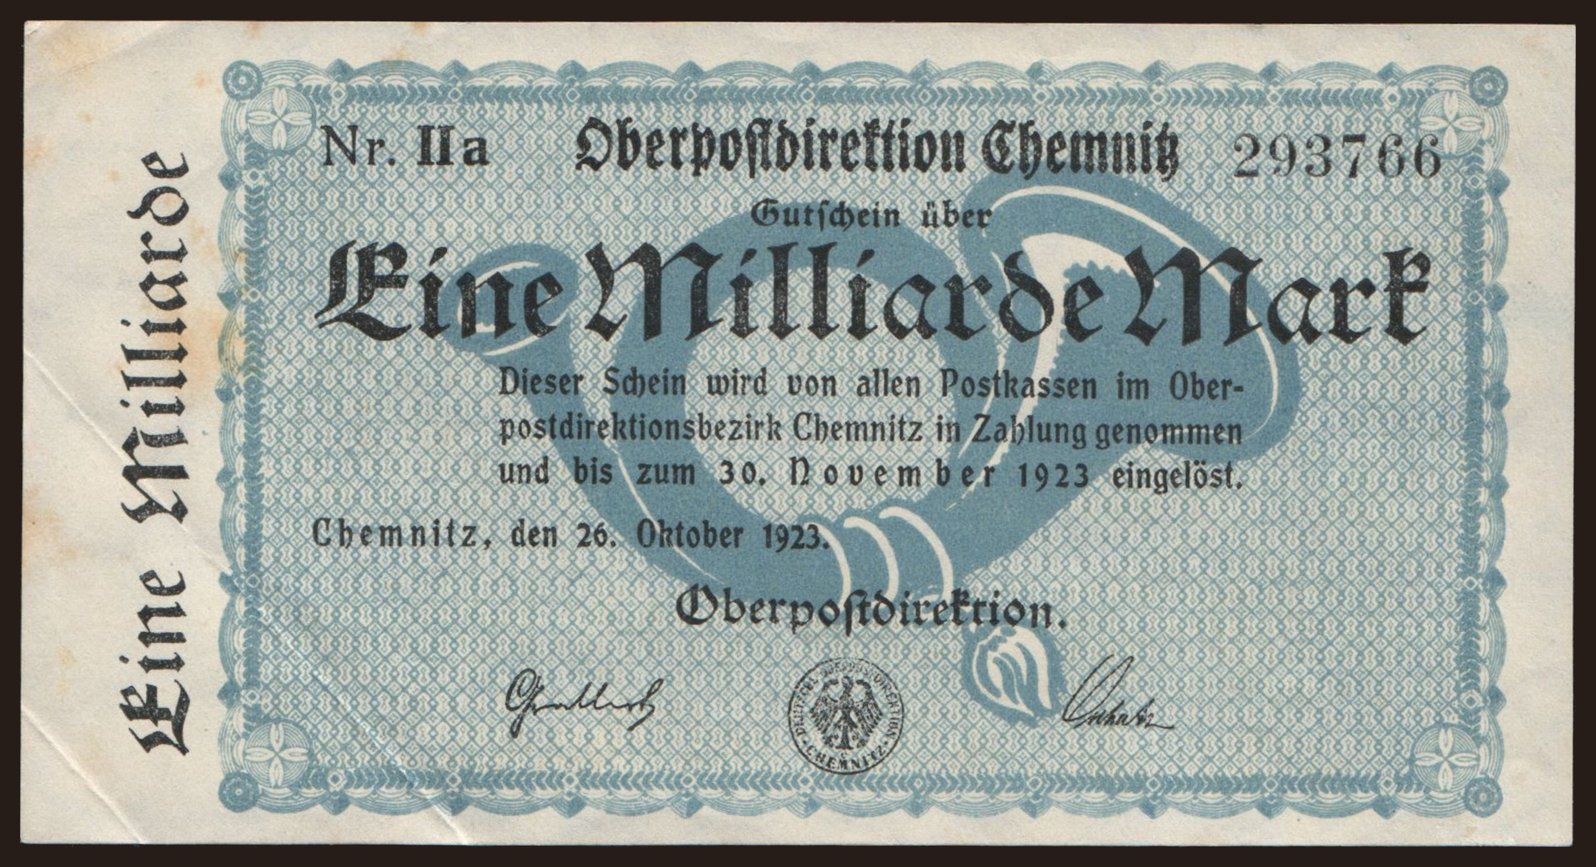 Eine Milliarde
Nr. IIa Oberpostdirektion Chemnitz 293766
Gutschein über
Eine Milliarde Mark
Dieser Schein wird von allen Postkassen im Ober-
postdirektionsbezirk Chemnitz in Zahlung genommen
und bis zum 30. November 1923 eingelöst.
Chemnitz, den 26. Oktober 1923.
Oberpostdirektion.
CHEMNITZ